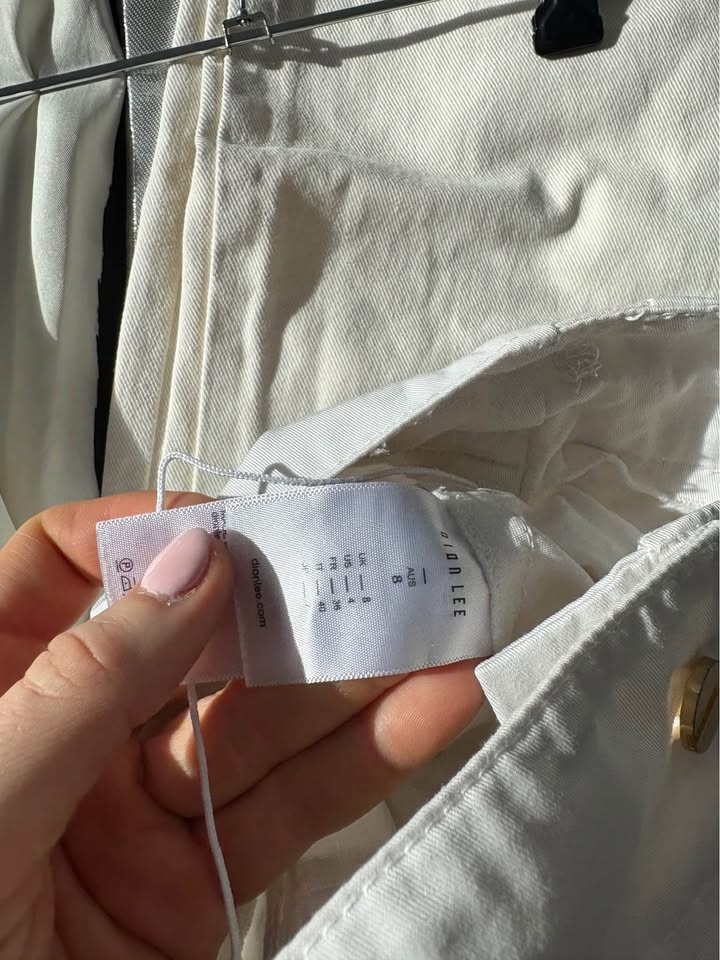 DION LEE
AUS
8
UK — 8
US — 4
FR — 36
IT — 40
dionlee.com